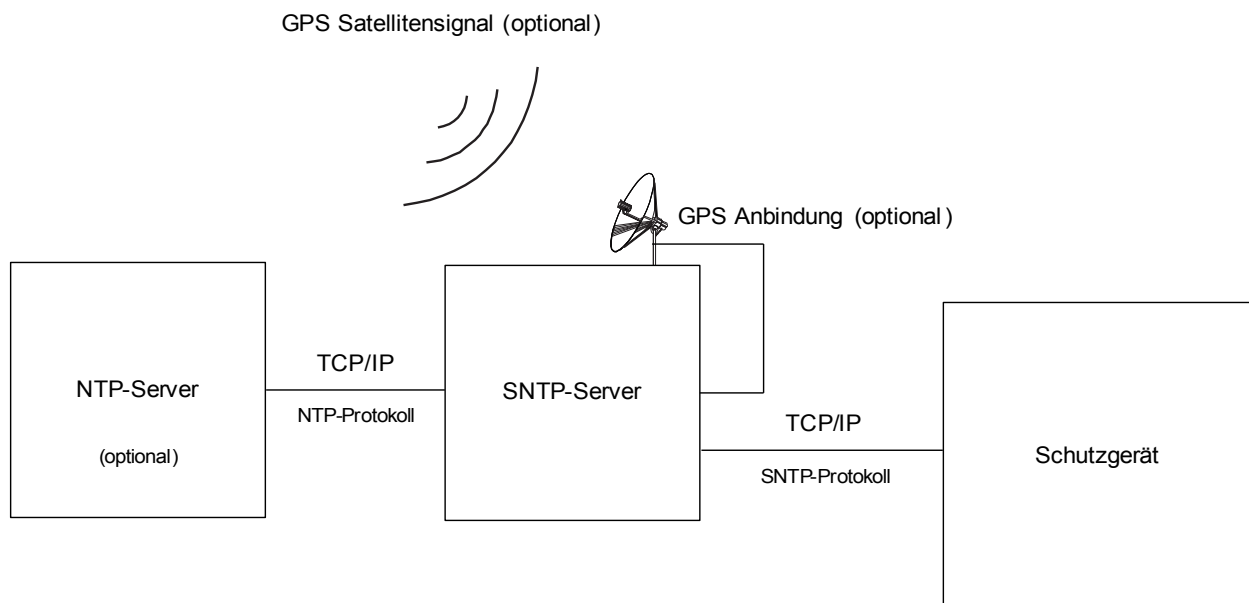 GPS Satellitensignal (optional)
GPS Anbindung (optional)
NTP-Server
(optional)
TCP/IP
NTP-Protokoll
SNTP-Server
TCP/IP
SNTP-Protokoll
Schutzgerät